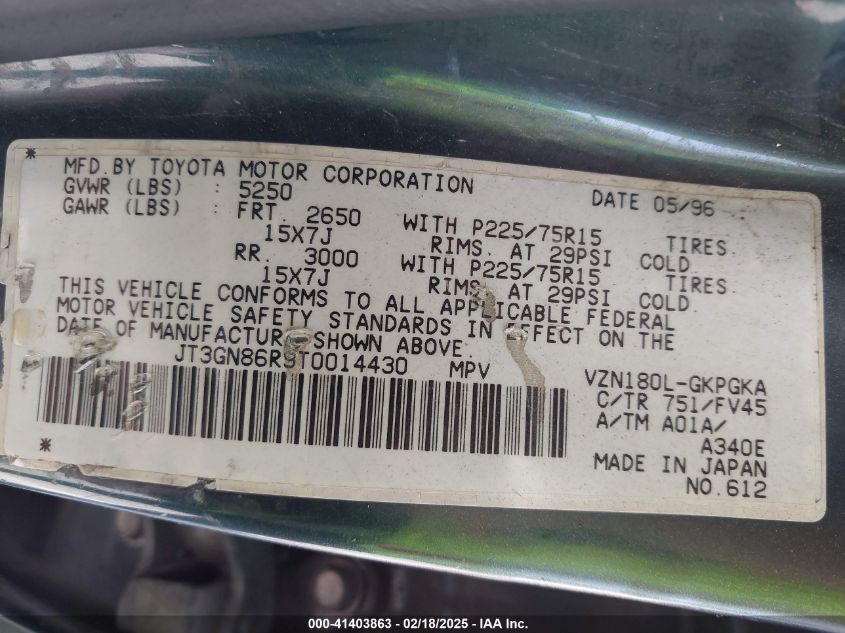 * MFD.BY TOYOTA MOTOR CORPORATION DATE 05/96
GVWR (LBS) : 5250
GAWR (LBS) : FRT. 2650 WITH P225/75R15 TIRES.
15X7J RIMS. AT 29PSI COLD.
RR. 3000 WITH P225/75R15 TIRES.
15X7J RIMS. AT 29PSI COLD.
THIS VEHICLE CONFORMS TO ALL APPLICABLE FEDERAL
MOTOR VEHICLE SAFETY STANDARDS IN EFFECT ON THE
DATE OF MANUFACTURE SHOWN ABOVE.
JT3GN86R9T0014430 MPV
VZN180L-GKPGKA
C/TR 751/FV45
A/TM A01A/
A340E
* MADE IN JAPAN
NO.612
000-41403863 - 02/18/2025 - IAA Inc.